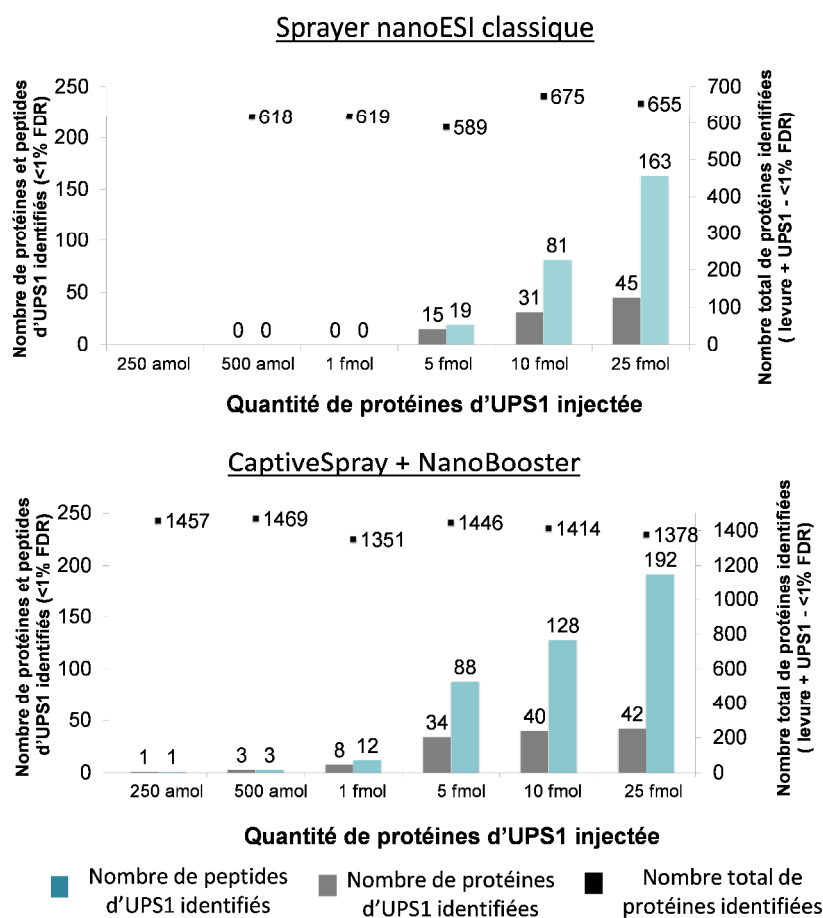 Sprayer nanoESI classique
Nombre de protéines et peptides
d'UPS1 identifiés (<1% FDR)
250
200
150
100
50
0
618
619
589
675
655
0 0
0 0
15 19
31
81
45
163
700
600
500
400
300
200
100
0
Nombre total de protéines identifiées
( levure + UPS1 - <1% FDR)
250 amol
500 amol
1 fmol
5 fmol
10 fmol
25 fmol
Quantité de protéines d'UPS1 injectée
CaptiveSpray + NanoBooster
Nombre de protéines et peptides
d'UPS1 identifiés (<1% FDR)
250
200
150
100
50
0
1457
1469
1351
1446
1414
1378
1 1
3 3
8 12
34
88
40
128
42
192
1400
1200
1000
800
600
400
200
0
Nombre total de protéines identifiées
( levure + UPS1 - <1% FDR)
250 amol
500 amol
1 fmol
5 fmol
10 fmol
25 fmol
Quantité de protéines d'UPS1 injectée
Nombre de peptides
d'UPS1 identifiés
Nombre de protéines
d'UPS1 identifiées
Nombre total de
protéines identifiées